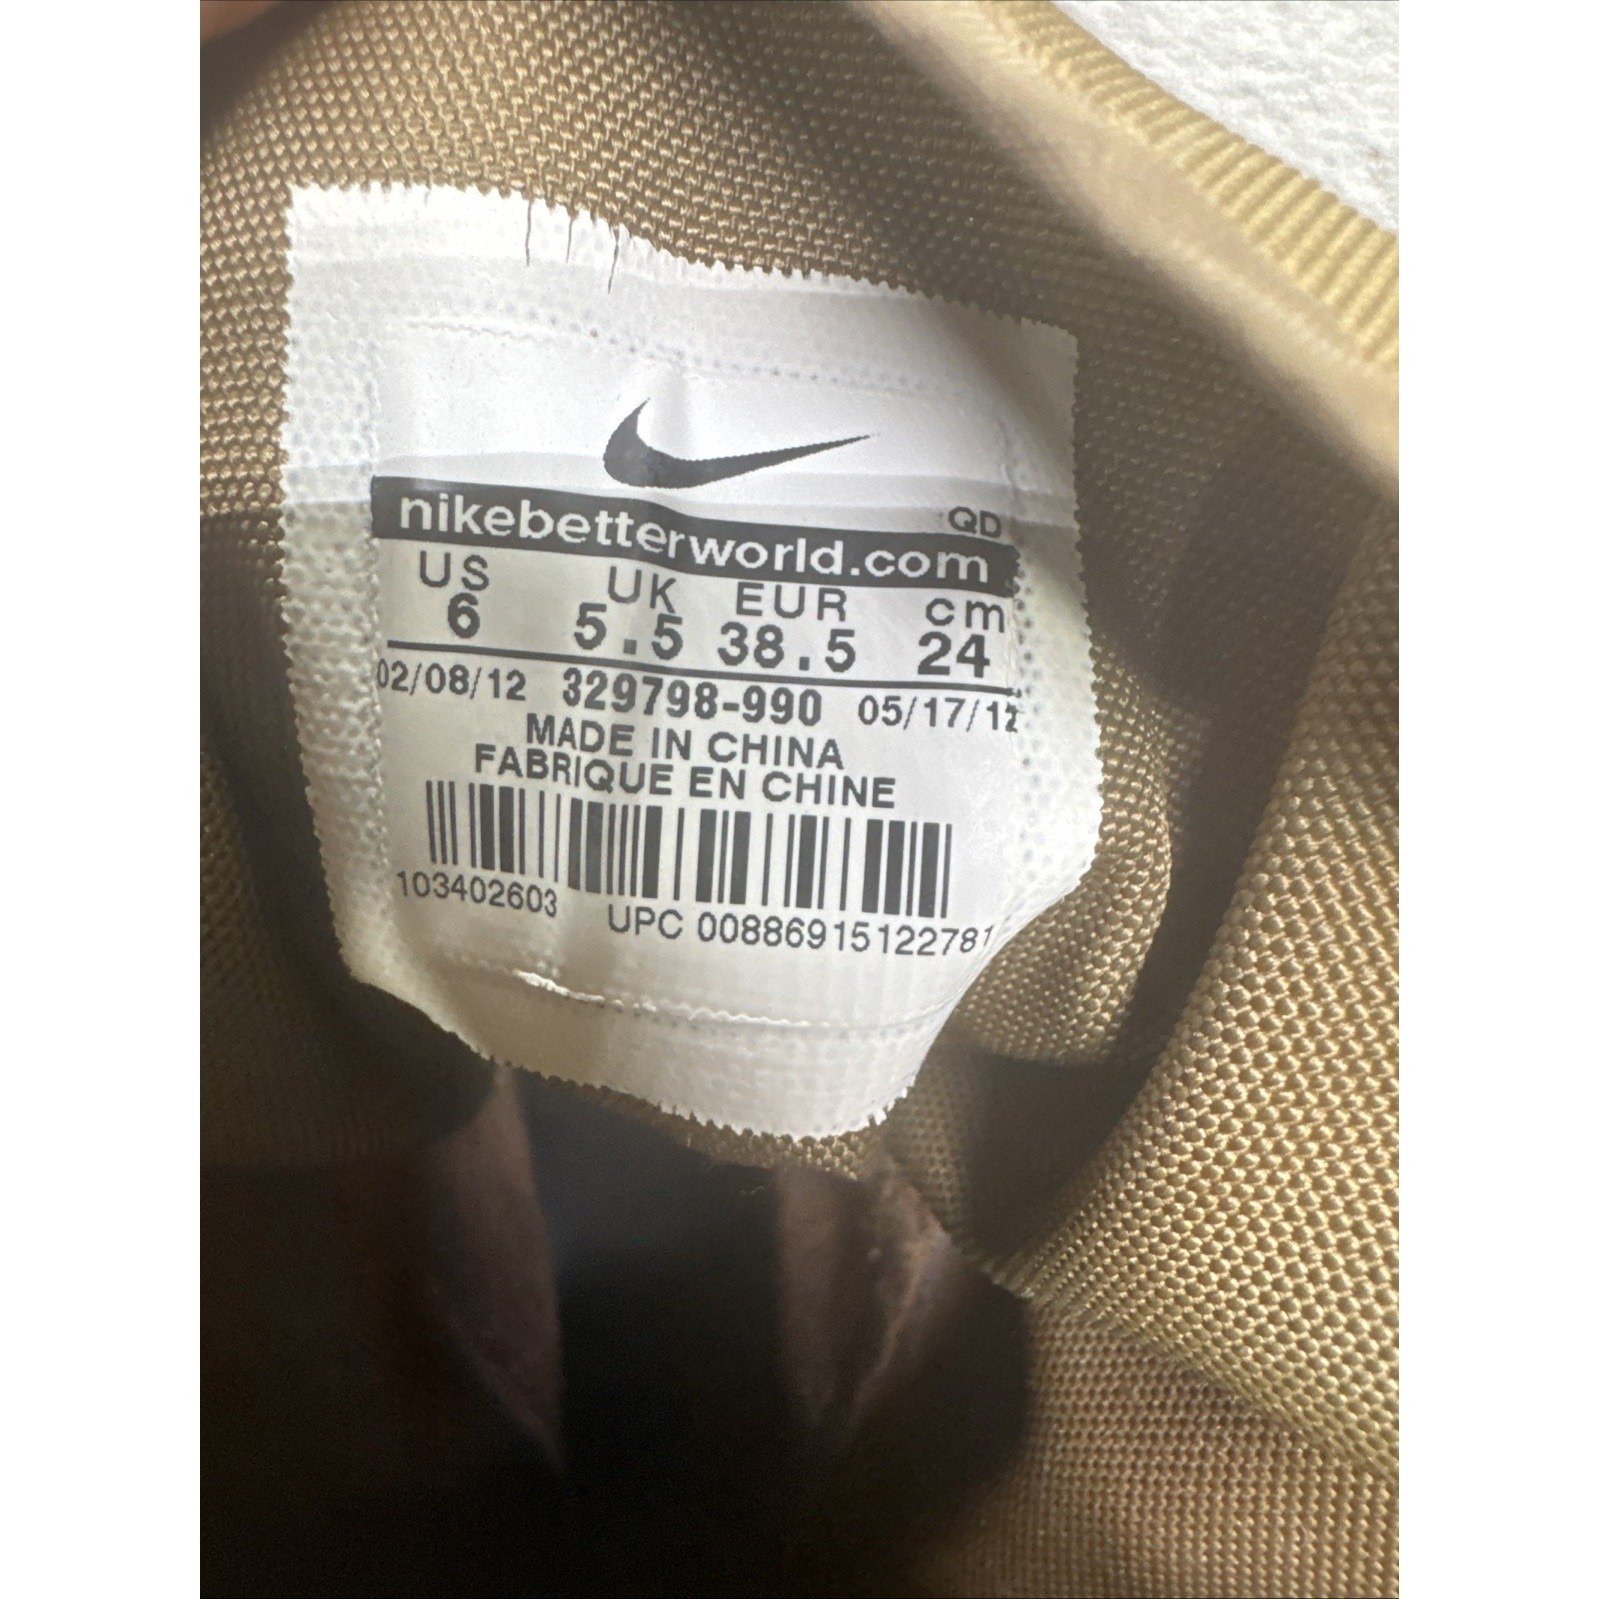 QD
nikebetterworld.com
US UK EUR cm
6 5.5 38.5 24
02/08/12 329798-990 05/17/12
MADE IN CHINA
FABRIQUE EN CHINE
103402603 UPC 00886915122781